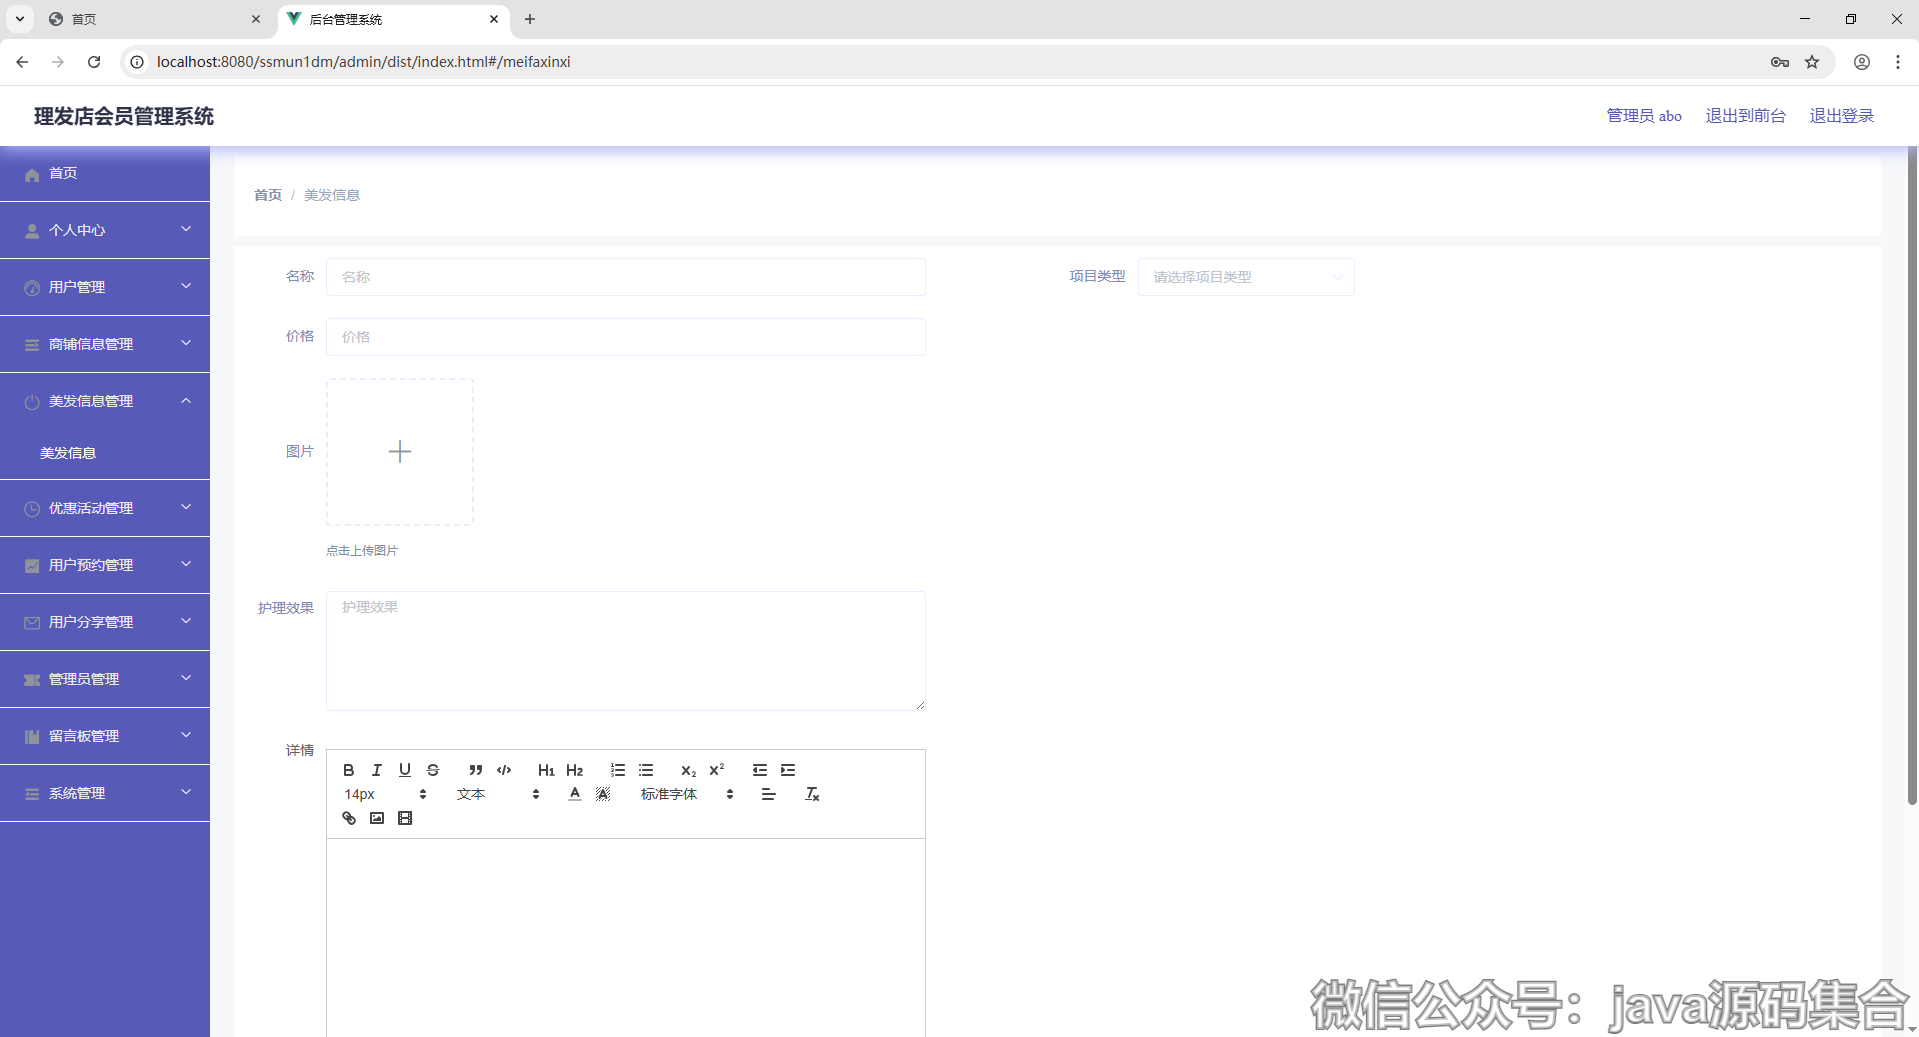 首页
后台管理系统
localhost:8080/ssmun1dm/admin/dist/index.html#/meifaxinxi
理发店会员管理系统
管理员 abo
退出到前台
退出登录
首页
个人中心
用户管理
商铺信息管理
美发信息管理
美发信息
优惠活动管理
用户预约管理
用户分享管理
管理员管理
留言板管理
系统管理
首页 / 美发信息
名称 名称
项目类型 请选择项目类型
价格 价格
图片
点击上传图片
护理效果 护理效果
详情
B I U S H1 H2 X2 X2
14px 文本 A A 标准字体 Tx
微信公众号：java源码集合